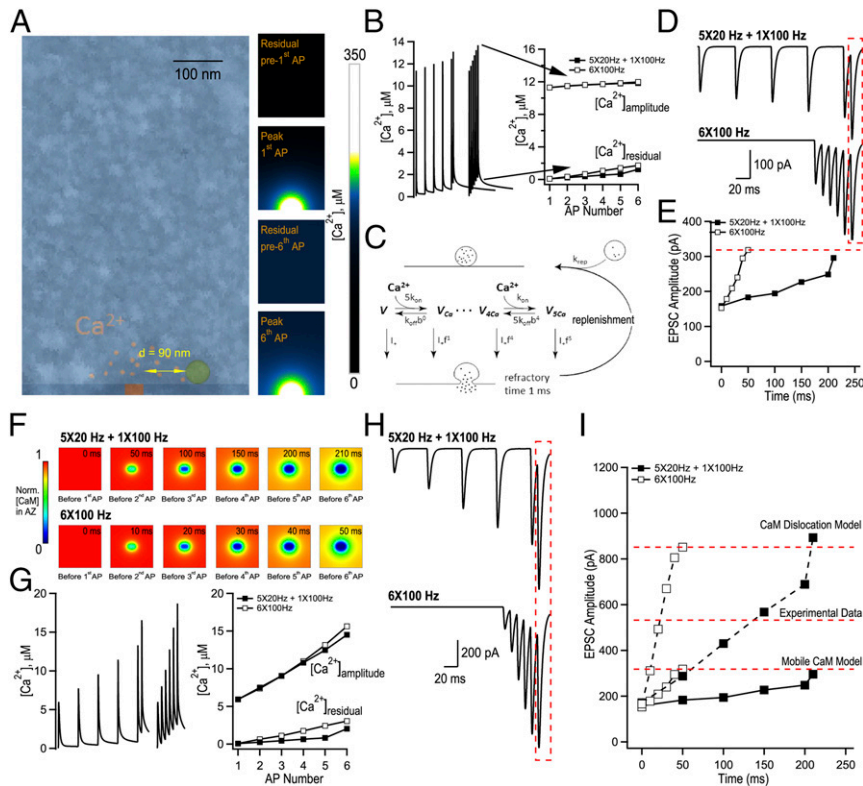 A
100 nm
Residual
pre-1st AP
Peak
1st AP
Residual
pre-6th AP
Peak
6th AP
Ca2+
d = 90 nm
350
[Ca2+], μM
0
B
[Ca2+], μM
16
14
12
10
8
6
4
2
0
[Ca2+], μM
16
12
8
4
0
5X20 Hz + 1X100Hz
6X100Hz
[Ca2+]amplitude
[Ca2+]residual
1 2 3 4 5 6
AP Number
C
krep
Ca2+ Ca2+
5kon kon
V VCa · · · V4Ca V5Ca
koffb0 5koffb4
replenishment
l+ l+f1 l+f4 l+f5
refractory
time 1 ms
D
5X20 Hz + 1X100Hz
6X100 Hz
100 pA
20 ms
E
5X20Hz + 1X100Hz
6X100Hz
EPSC Amplitude (pA)
400
300
200
100
0
0 50 100 150 200 250
Time (ms)
F
5X20 Hz + 1X100 Hz
1
Norm.
[CaM]
in AZ
0
0 ms 50 ms 100 ms 150 ms 200 ms 210 ms
Before 1st AP Before 2nd AP Before 3rd AP Before 4th AP Before 5th AP Before 6th AP
6X100 Hz
0 ms 10 ms 20 ms 30 ms 40 ms 50 ms
Before 1st AP Before 2nd AP Before 3rd AP Before 4th AP Before 5th AP Before 6th AP
G
[Ca2+], μM
20
15
10
5
0
[Ca2+], μM
20
15
10
5
0
5X20Hz + 1X100Hz
6X100Hz
[Ca2+]amplitude
[Ca2+]residual
1 2 3 4 5 6
AP Number
H
5X20 Hz + 1X100Hz
6X100 Hz
200 pA
20 ms
I
EPSC Amplitude (pA)
1200
1000
800
600
400
200
0
5X20Hz + 1X100Hz
6X100Hz
CaM Dislocation Model
Experimental Data
Mobile CaM Model
0 50 100 150 200 250
Time (ms)